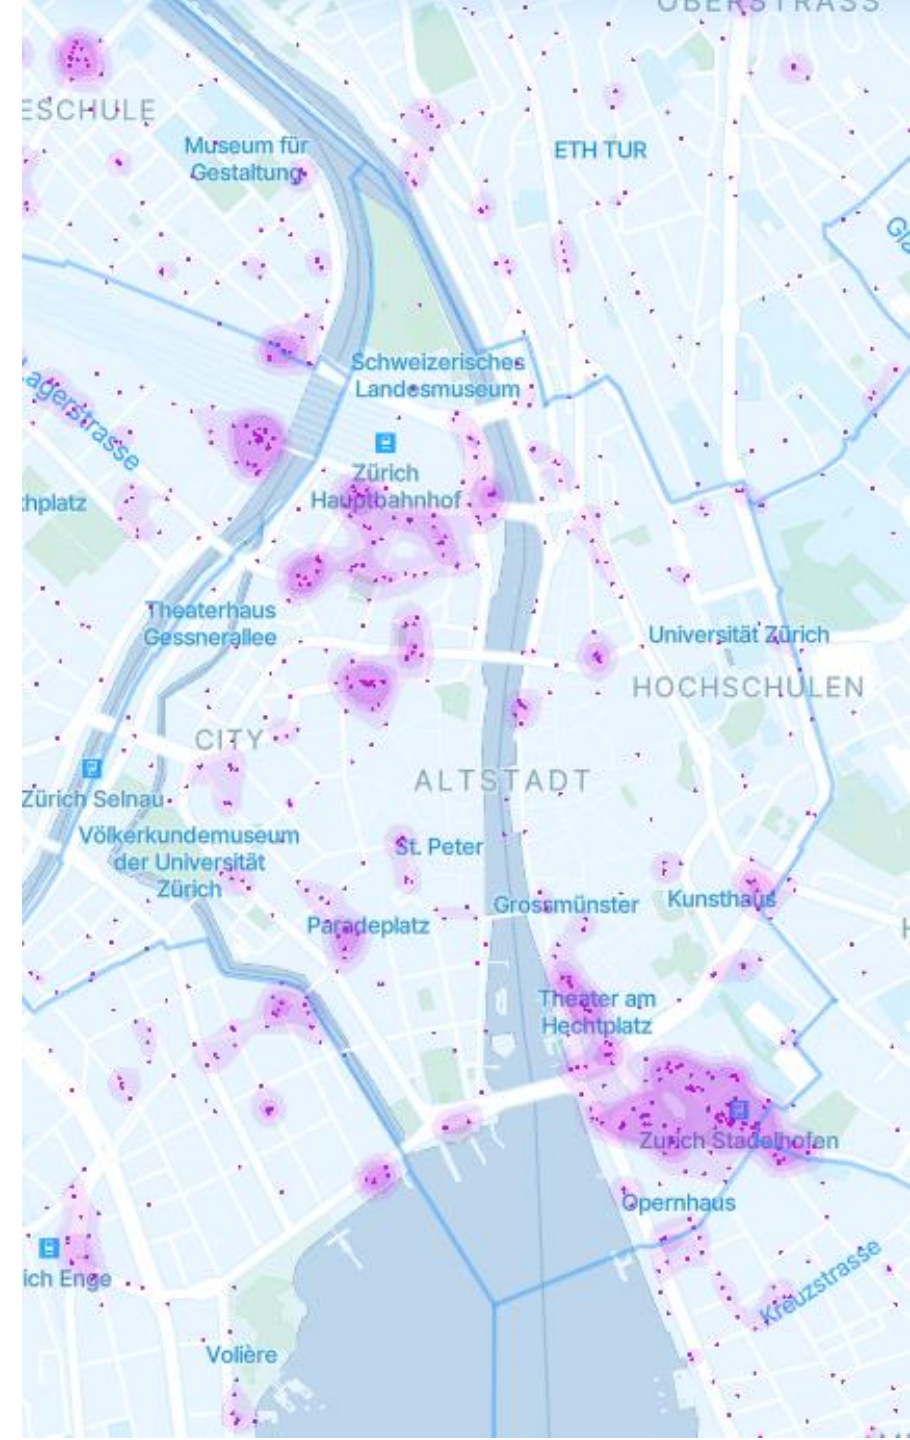 OBERSTRASS
ESCHULE
Museum für
Gestaltung
ETH TUR
Schweizerisches
Landesmuseum
Lagerstrasse
Zürich
Hauptbahnhof
hplatz
Theaterhaus
Gessnerallee
Universität Zürich
HOCHSCHULEN
CITY
ALTSTADT
Zürich Selnau
Völkerkundemuseum
der Universität
Zürich
St. Peter
Kunsthaus
Grossmünster
Paradeplatz
Theater am
Hechtplatz
Zürich Stadelhofen
Opernhaus
ich Enge
Kreuzstrasse
Volière